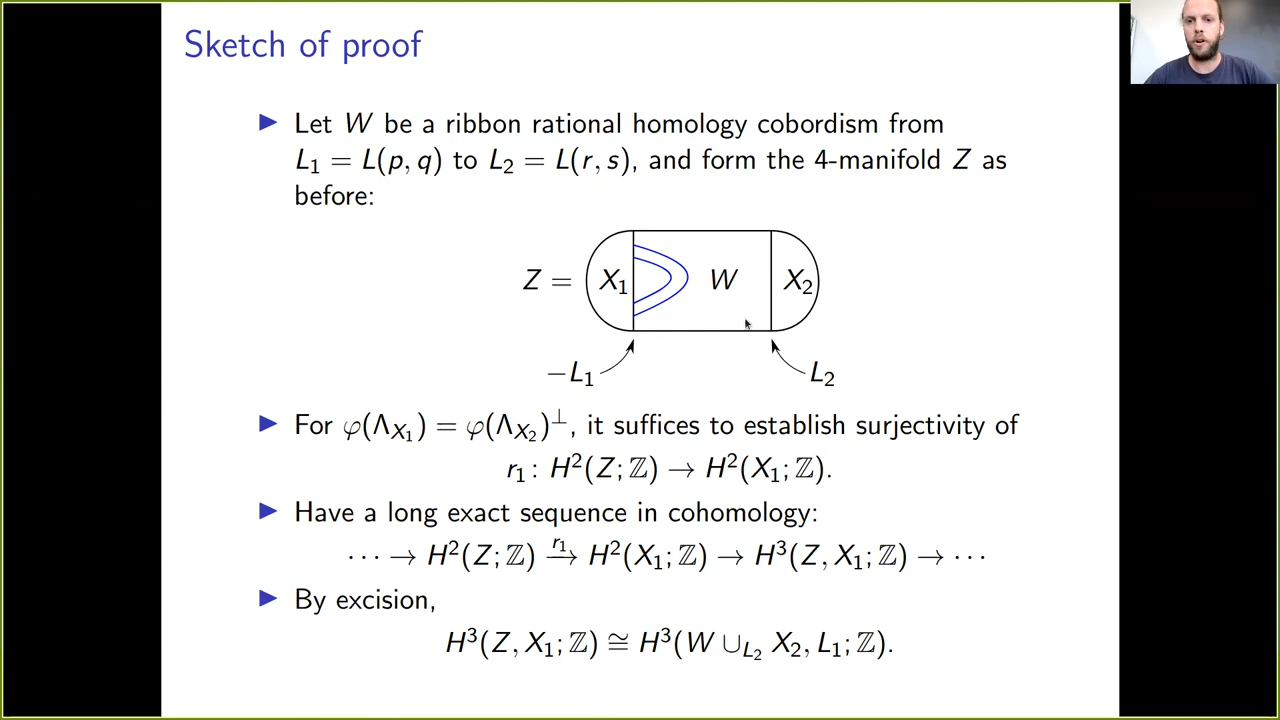 Sketch of proof
▶ Let W be a ribbon rational homology cobordism from
L₁ = L(p, q) to L₂ = L(r, s), and form the 4-manifold Z as
before:
Z = X₁ W X₂
−L₁ L₂
▶ For φ(Λ_{X₁}) = φ(Λ_{X₂})^⊥, it suffices to establish surjectivity of
r₁: H²(Z; ℤ) → H²(X₁; ℤ).
▶ Have a long exact sequence in cohomology:
⋯ → H²(Z; ℤ) →^{r₁} H²(X₁; ℤ) → H³(Z, X₁; ℤ) → ⋯
▶ By excision,
H³(Z, X₁; ℤ) ≅ H³(W ∪_{L₂} X₂, L₁; ℤ).